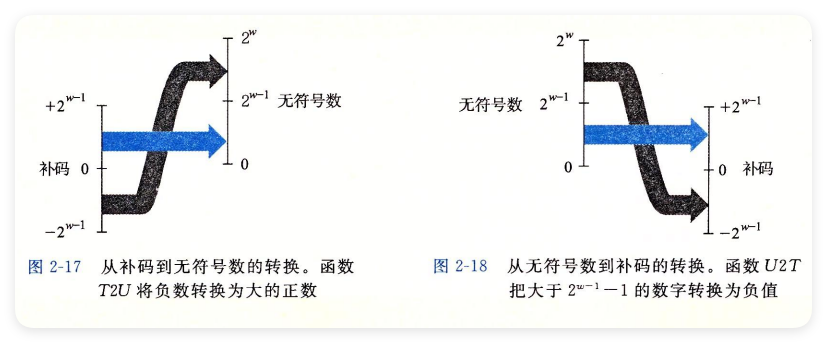 2^w
+2^{w-1}
2^{w-1} 无符号数
补码 0
0
-2^{w-1}
图 2-17 从补码到无符号数的转换。函数
T2U 将负数转换为大的正数
2^w
无符号数 2^{w-1}
+2^{w-1}
0
0 补码
-2^{w-1}
图 2-18 从无符号数到补码的转换。函数 U2T
把大于 2^{w-1}-1 的数字转换为负值